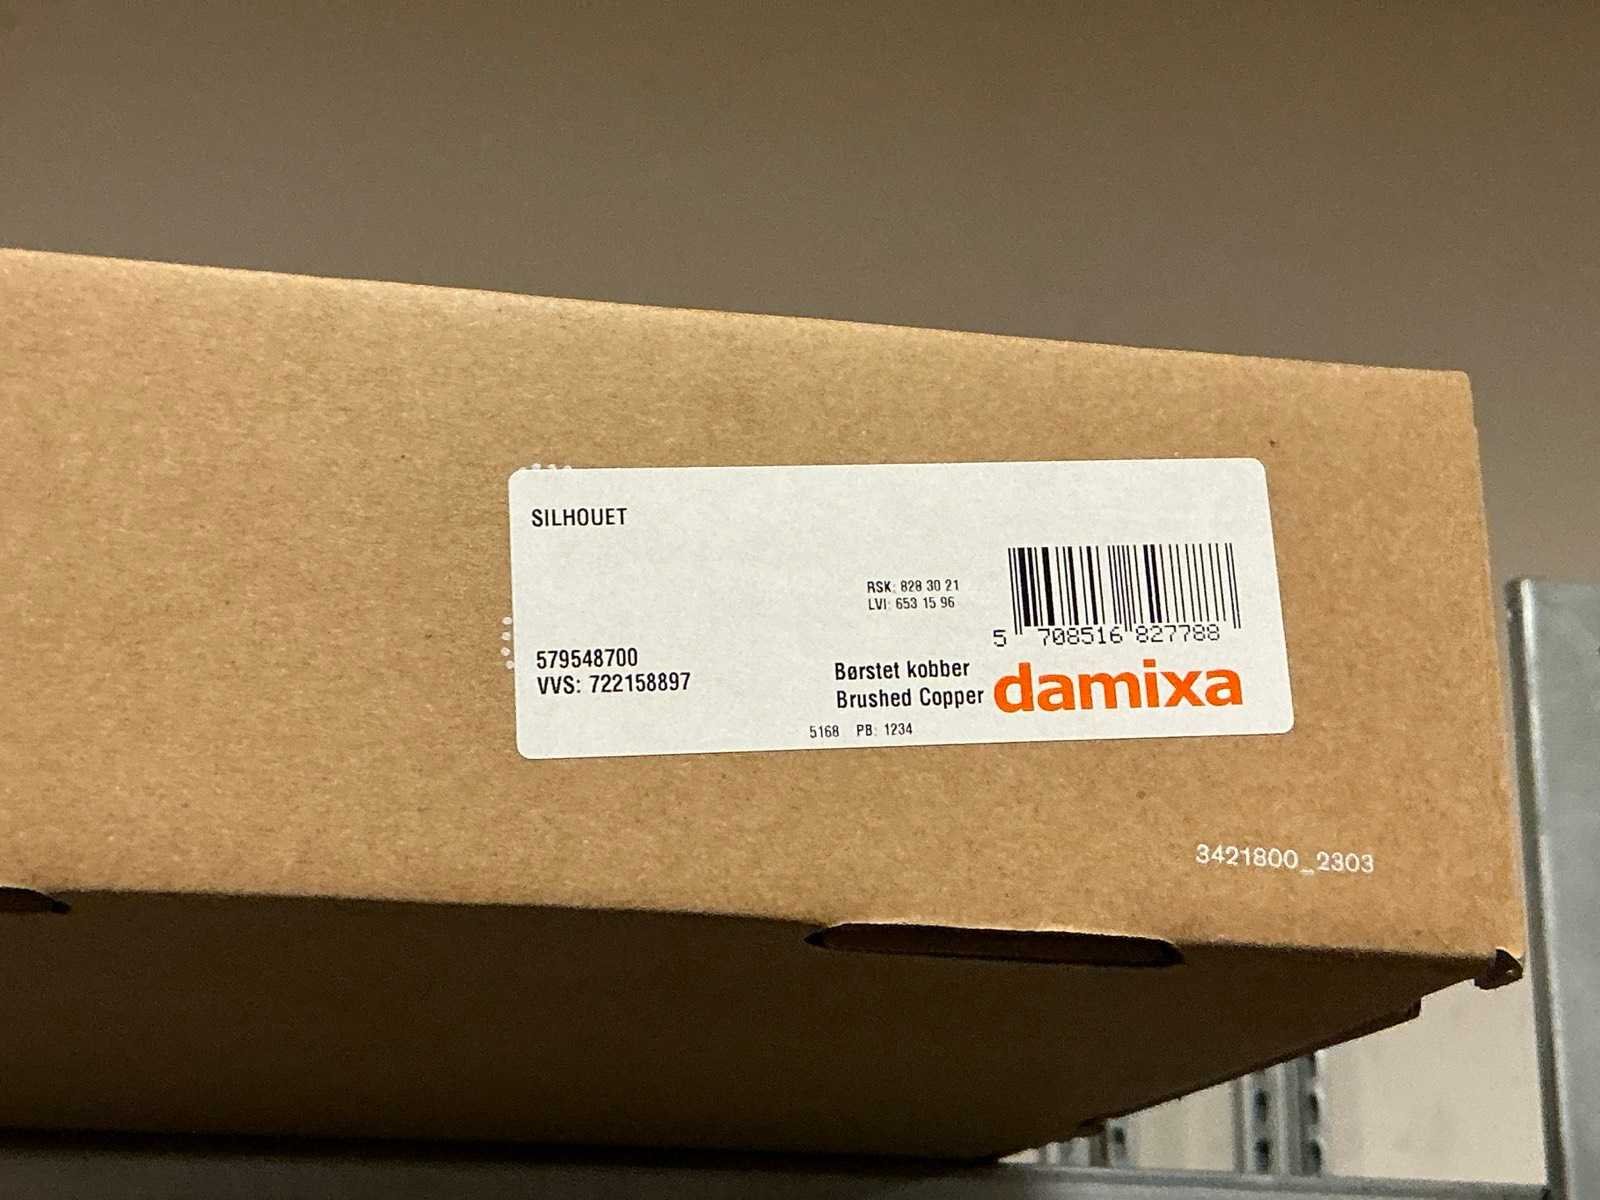 SILHOUET
RSK: 828 30 21
LVI: 653 15 96
5 708516 827788
579548700
VVS: 722158897
Børstet kobber
Brushed Copper
damixa
5168 PB: 1234
3421800_2303